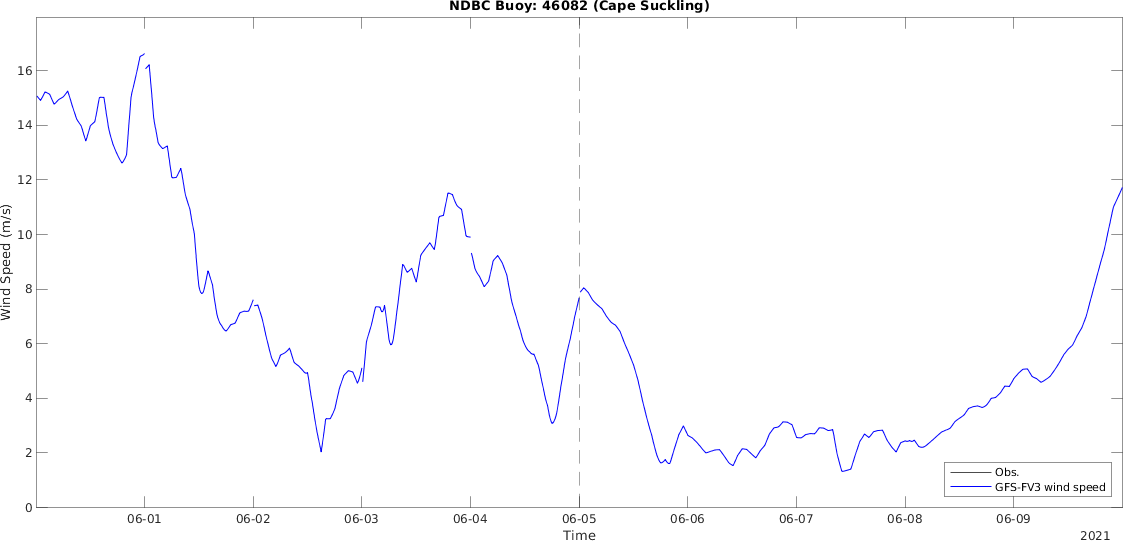 NDBC Buoy: 46082 (Cape Suckling)
Wind Speed (m/s)
16
14
12
10
8
6
4
2
0
06-01 06-02 06-03 06-04 06-05 06-06 06-07 06-08 06-09
Time
2021
Obs.
GFS-FV3 wind speed